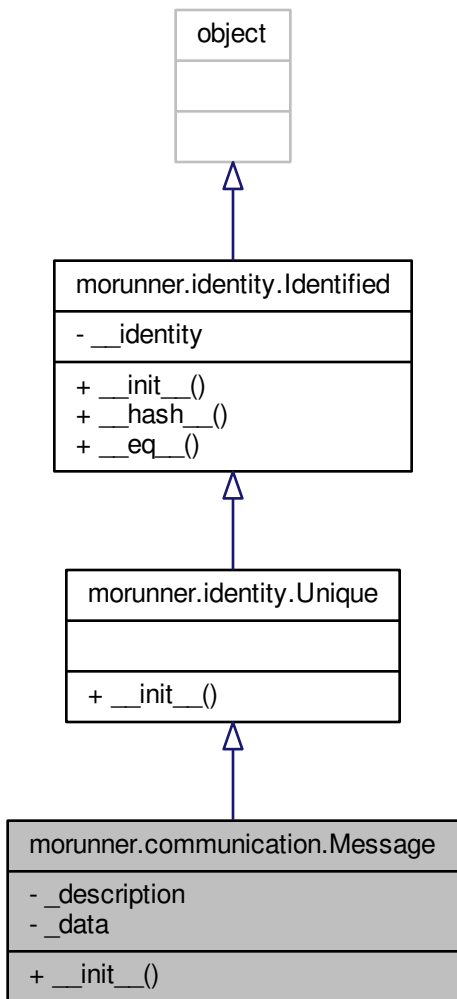 object
morunner.identity.Identified
- __identity
+ __init__()
+ __hash__()
+ __eq__()
morunner.identity.Unique
+ __init__()
morunner.communication.Message
- _description
- _data
+ __init__()